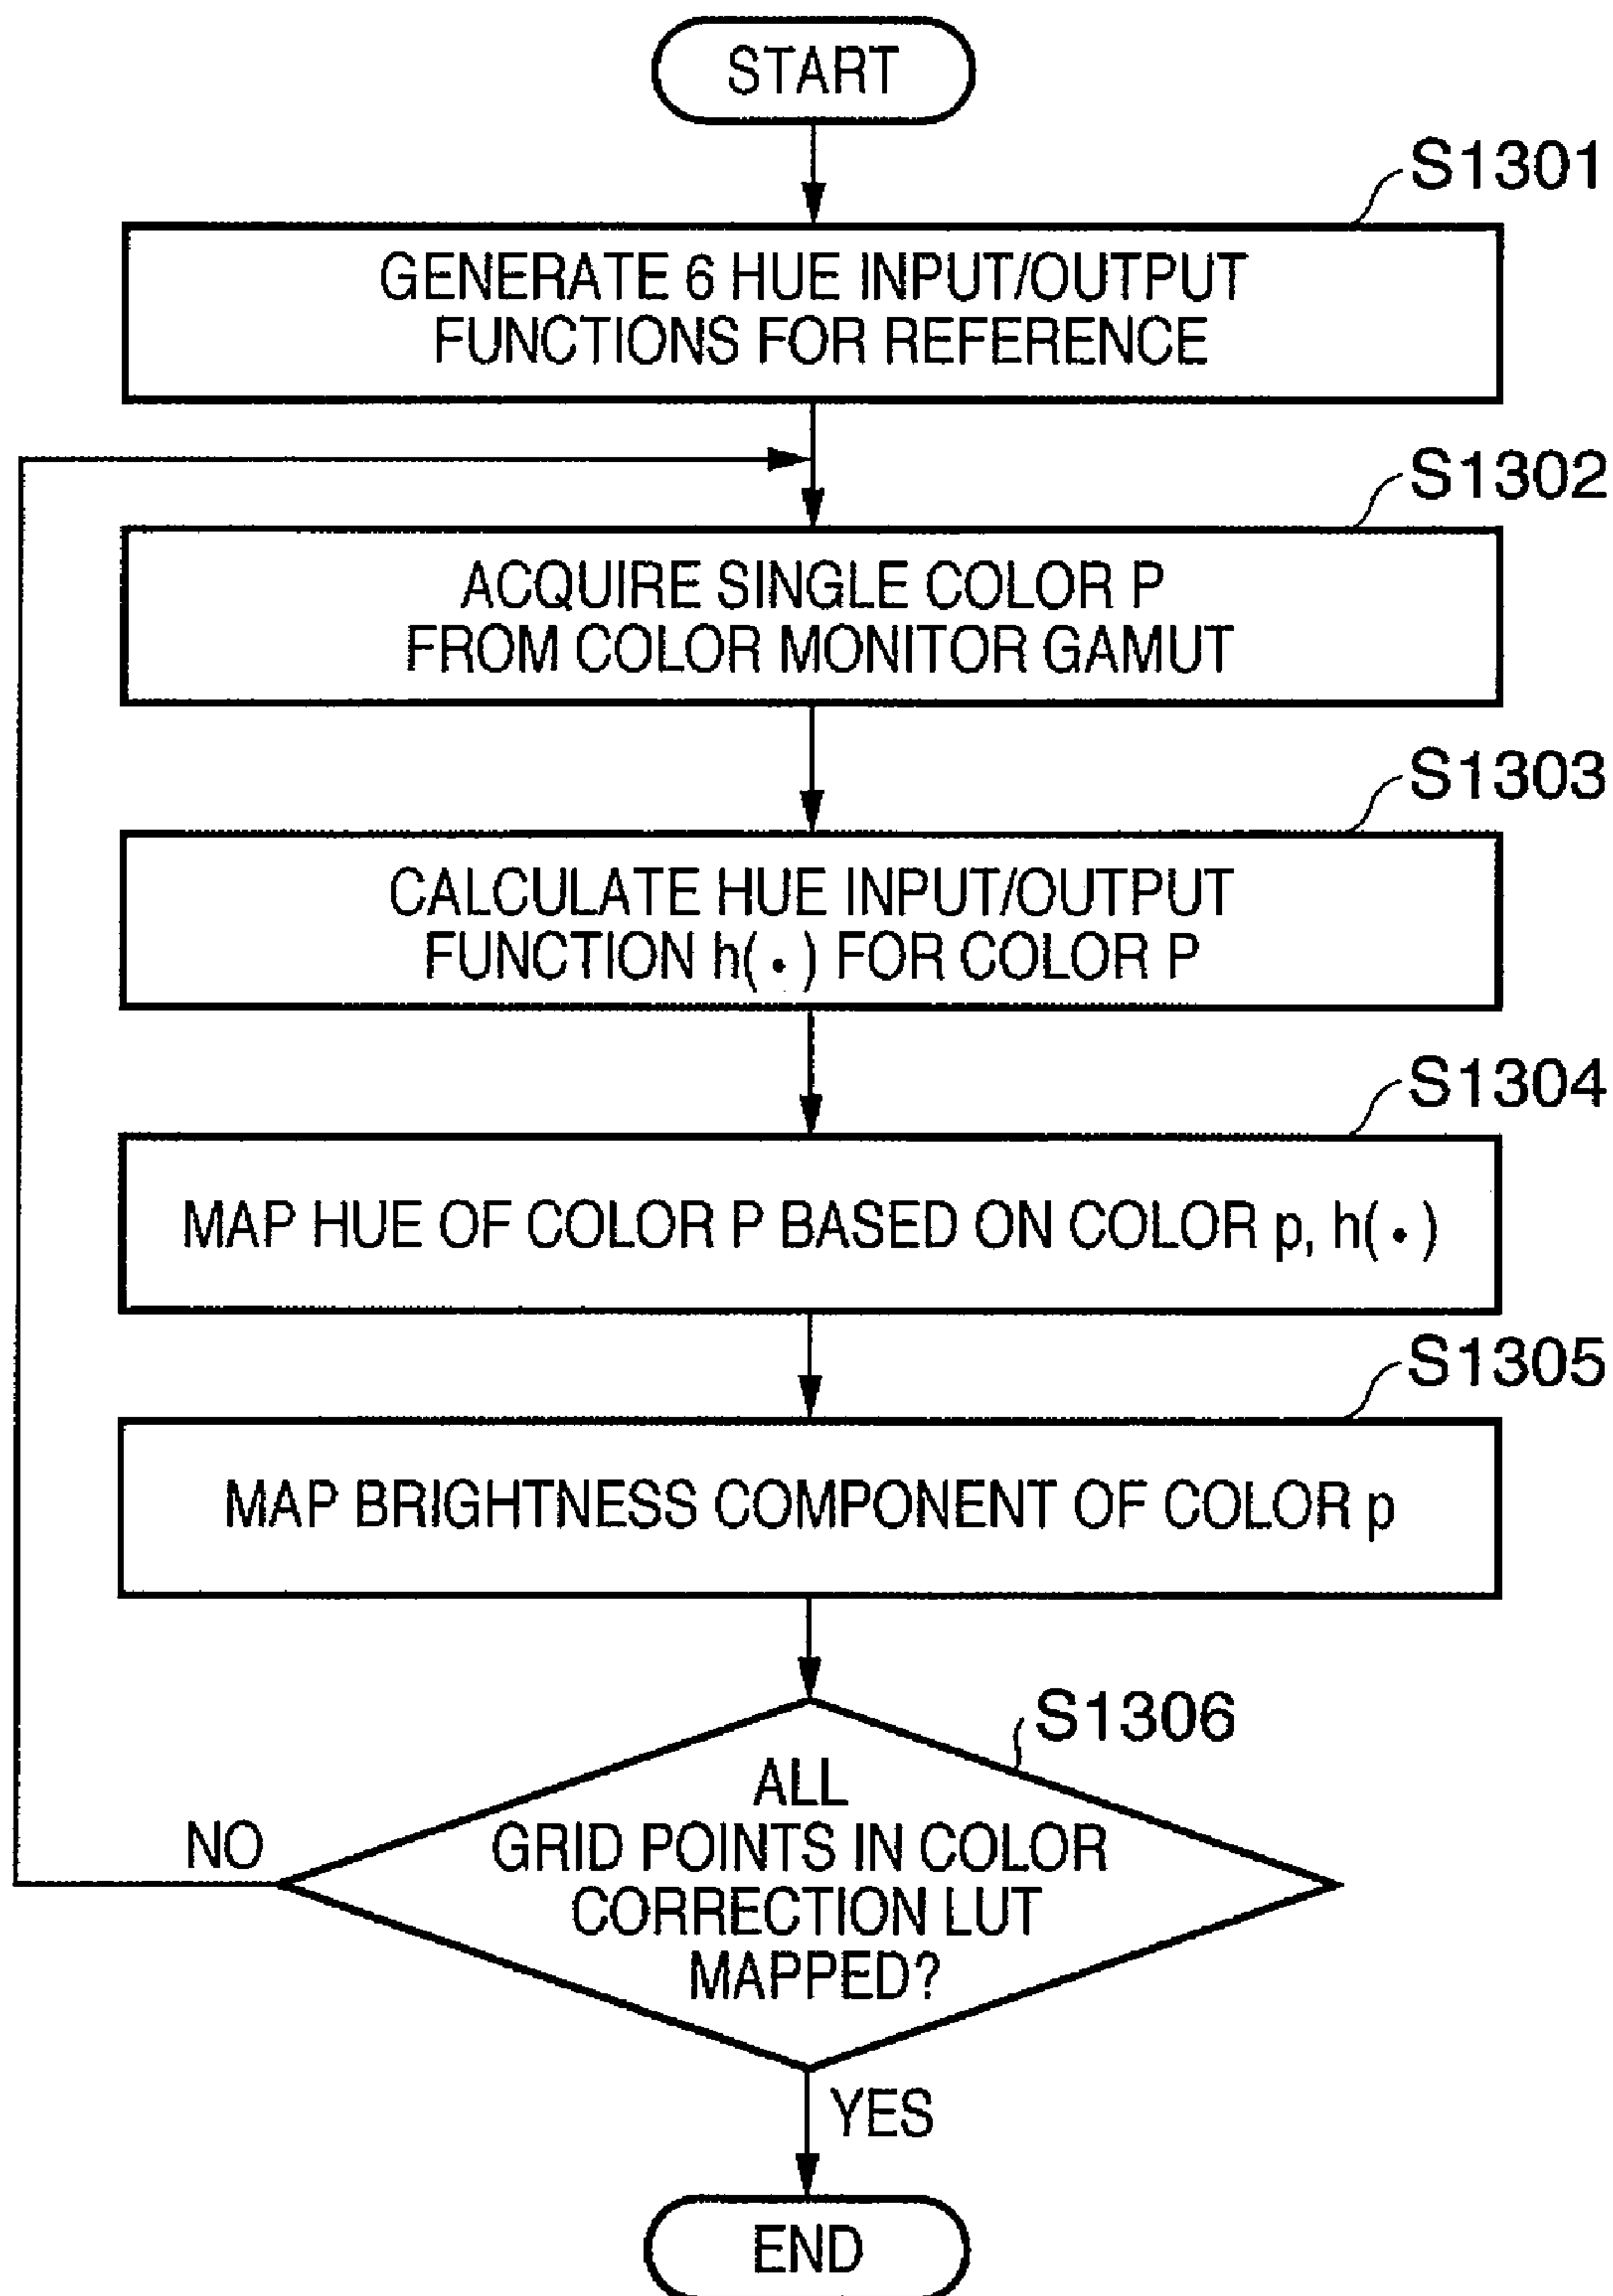 START
S1301
GENERATE 6 HUE INPUT/OUTPUT
FUNCTIONS FOR REFERENCE
S1302
ACQUIRE SINGLE COLOR P
FROM COLOR MONITOR GAMUT
S1303
CALCULATE HUE INPUT/OUTPUT
FUNCTION h(・) FOR COLOR P
S1304
MAP HUE OF COLOR P BASED ON COLOR p, h(・)
S1305
MAP BRIGHTNESS COMPONENT OF COLOR p
S1306
ALL
GRID POINTS IN COLOR
CORRECTION LUT
MAPPED?
NO
YES
END